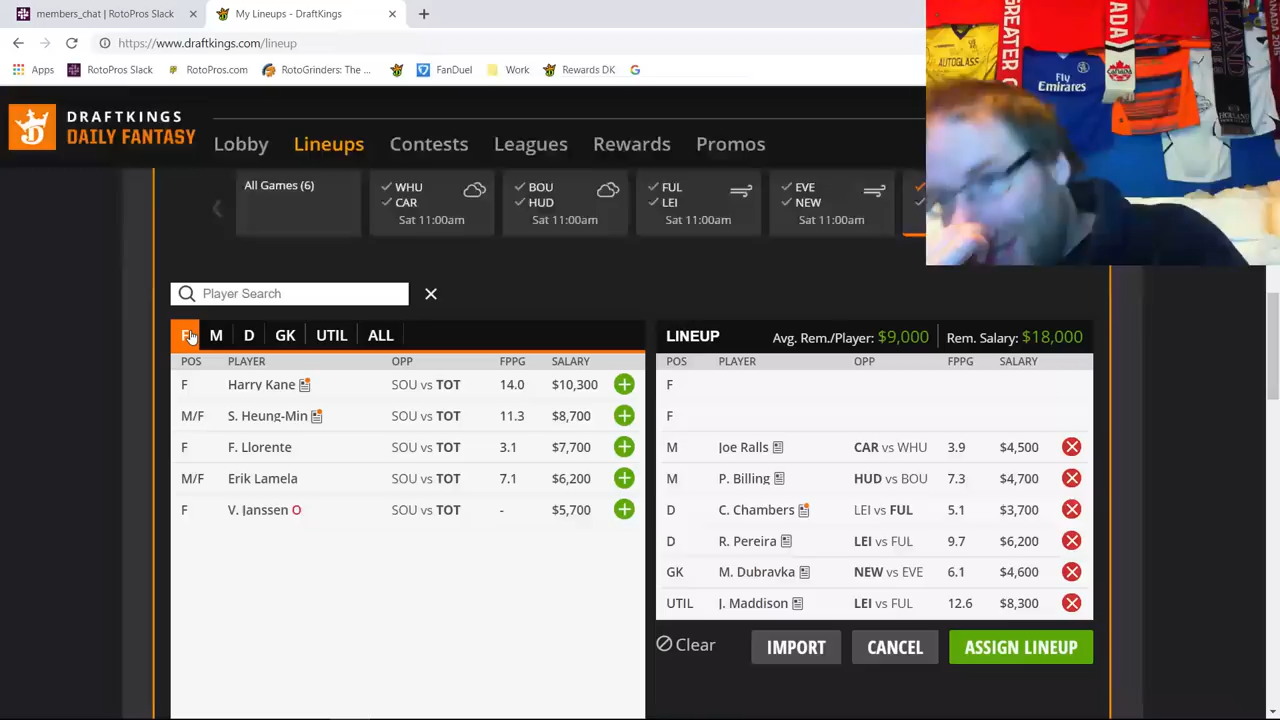 members_chat | RotoPros Slack
My Lineups - DraftKings
https://www.draftkings.com/lineup
Apps RotoPros Slack RotoPros.com RotoGrinders: The ... FanDuel Work Rewards DK
DRAFTKINGS
DAILY FANTASY
Lobby Lineups Contests Leagues Rewards Promos
All Games (6)
WHU
CAR
Sat 11:00am
BOU
HUD
Sat 11:00am
FUL
LEI
Sat 11:00am
EVE
NEW
Sat 11:00am
Player Search
F M D GK UTIL ALL
POS PLAYER OPP FPPG SALARY
F Harry Kane SOU vs TOT 14.0 $10,300
M/F S. Heung-Min SOU vs TOT 11.3 $8,700
F F. Llorente SOU vs TOT 3.1 $7,700
M/F Erik Lamela SOU vs TOT 7.1 $6,200
F V. Janssen O SOU vs TOT - $5,700
LINEUP Avg. Rem./Player: $9,000 Rem. Salary: $18,000
POS PLAYER OPP FPPG SALARY
F
F
M Joe Ralls CAR vs WHU 3.9 $4,500
M P. Billing HUD vs BOU 7.3 $4,700
D C. Chambers LEI vs FUL 5.1 $3,700
D R. Pereira LEI vs FUL 9.7 $6,200
GK M. Dubravka NEW vs EVE 6.1 $4,600
UTIL J. Maddison LEI vs FUL 12.6 $8,300
Clear IMPORT CANCEL ASSIGN LINEUP
GREATER
AUTOGLASS
Fly
Emirates